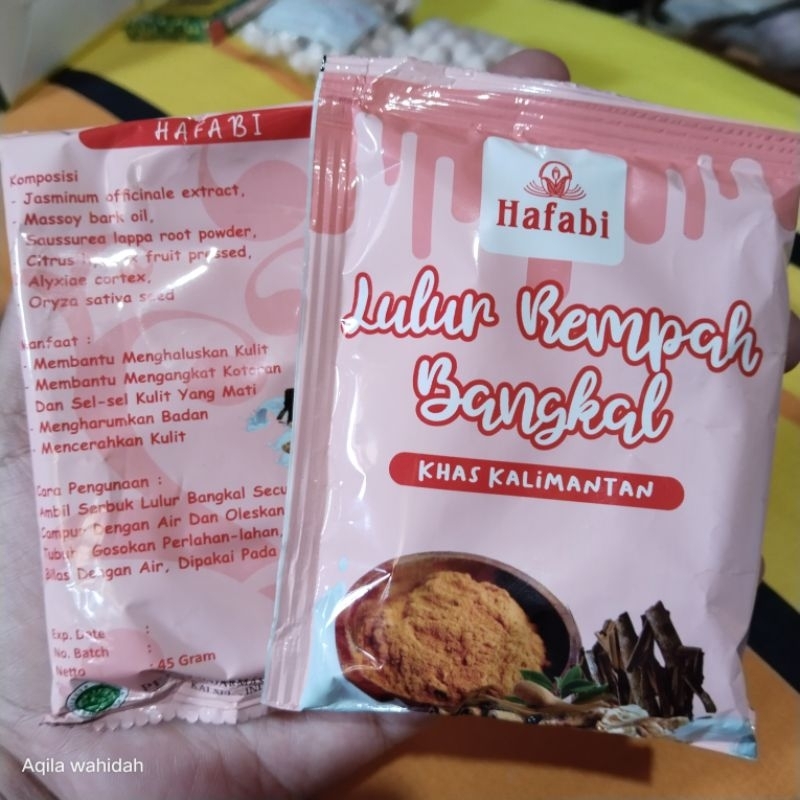 HAFABI
Komposisi
- Jasminum officinale extract,
- Massoy bark oil,
Saussurea lappa root powder,
Citrus fruit pressed,
- Alyxiae cortex,
- Oryza sativa seed
Manfaat :
- Membantu Menghaluskan Kulit
- Membantu Mengangkat Kotoran
Dan Sel-sel Kulit Yang Mati
- Mengharumkan Badan
- Mencerahkan Kulit
Cara Pengunaan :
Ambil Serbuk Lulur Bangkal Secu
Campur Dengan Air Dan Oleskan
Tubuh Gosokan Perlahan-lahan,
Bilas Dengan Air, Dipakai Pada
Exp. Date :
No. Batch :
Netto : 45 Gram
Hafabi
Lulur Rempah
Bangkal
KHAS KALIMANTAN
Aqila wahidah